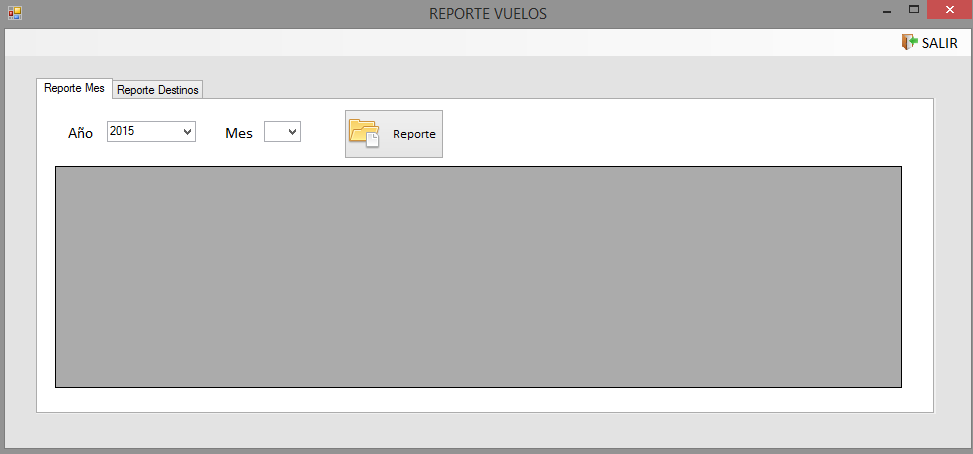 REPORTE VUELOS
SALIR
Reporte Mes Reporte Destinos
Año 2015 Mes Reporte